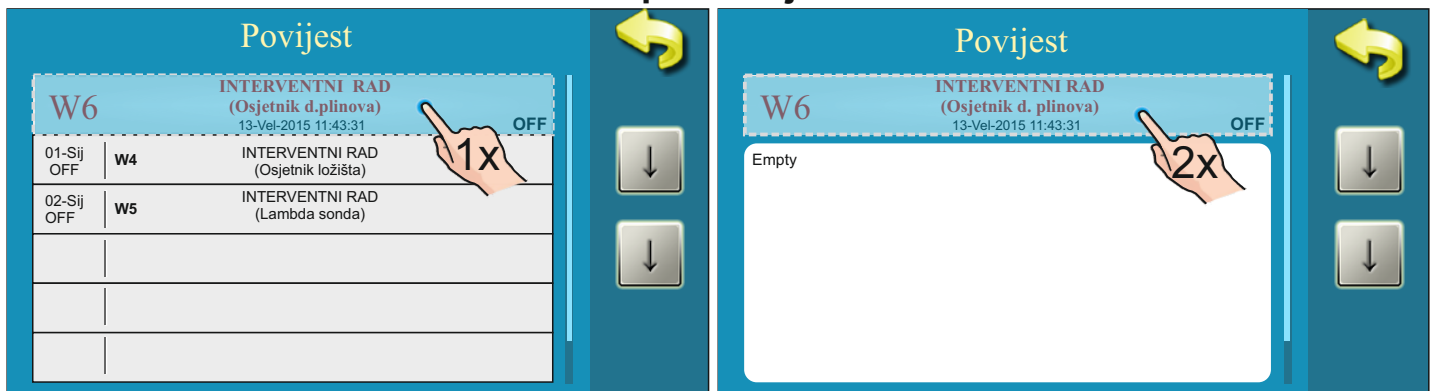 Povijest
W6
INTERVENTNI RAD
(Osjetnik d.plinova)
13-Vel-2015 11:43:31
OFF
1x
01-Sij
OFF
W4
INTERVENTNI RAD
(Osjetnik ložišta)
02-Sij
OFF
W5
INTERVENTNI RAD
(Lambda sonda)
↓
↓
Povijest
W6
INTERVENTNI RAD
(Osjetnik d. plinova)
13-Vel-2015 11:43:31
OFF
2x
Empty
↓
↓